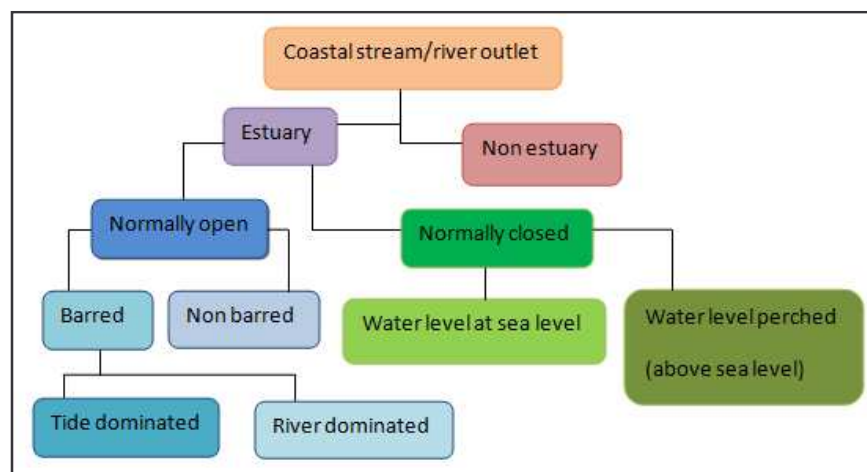 Coastal stream/river outlet
Estuary
Non estuary
Normally open
Normally closed
Barred
Non barred
Water level at sea level
Water level perched
(above sea level)
Tide dominated
River dominated